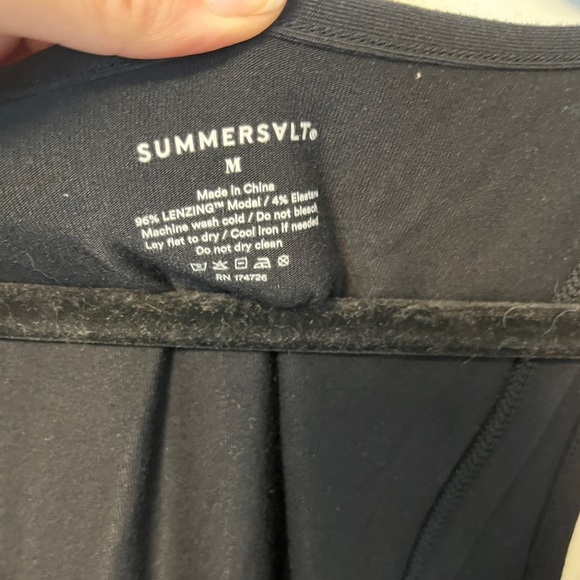 SUMMERSALT®
M
Made in China
96% LENZING™ Modal / 4% Elastane
Machine wash cold / Do not bleach
Lay flat to dry / Cool Iron if needed
Do not dry clean
RN 174726